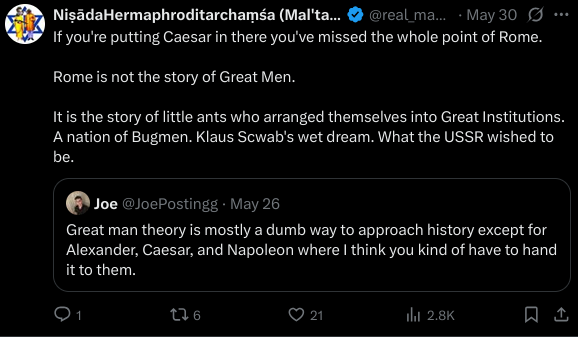 NiṣādaHermaphroditarchaṃśa (Mal'ta... @real_ma... · May 30
If you're putting Caesar in there you've missed the whole point of Rome.
Rome is not the story of Great Men.
It is the story of little ants who arranged themselves into Great Institutions.
A nation of Bugmen. Klaus Scwab's wet dream. What the USSR wished to
be.
Joe @JoePostingg · May 26
Great man theory is mostly a dumb way to approach history except for
Alexander, Caesar, and Napoleon where I think you kind of have to hand
it to them.
1 6 21 2.8K